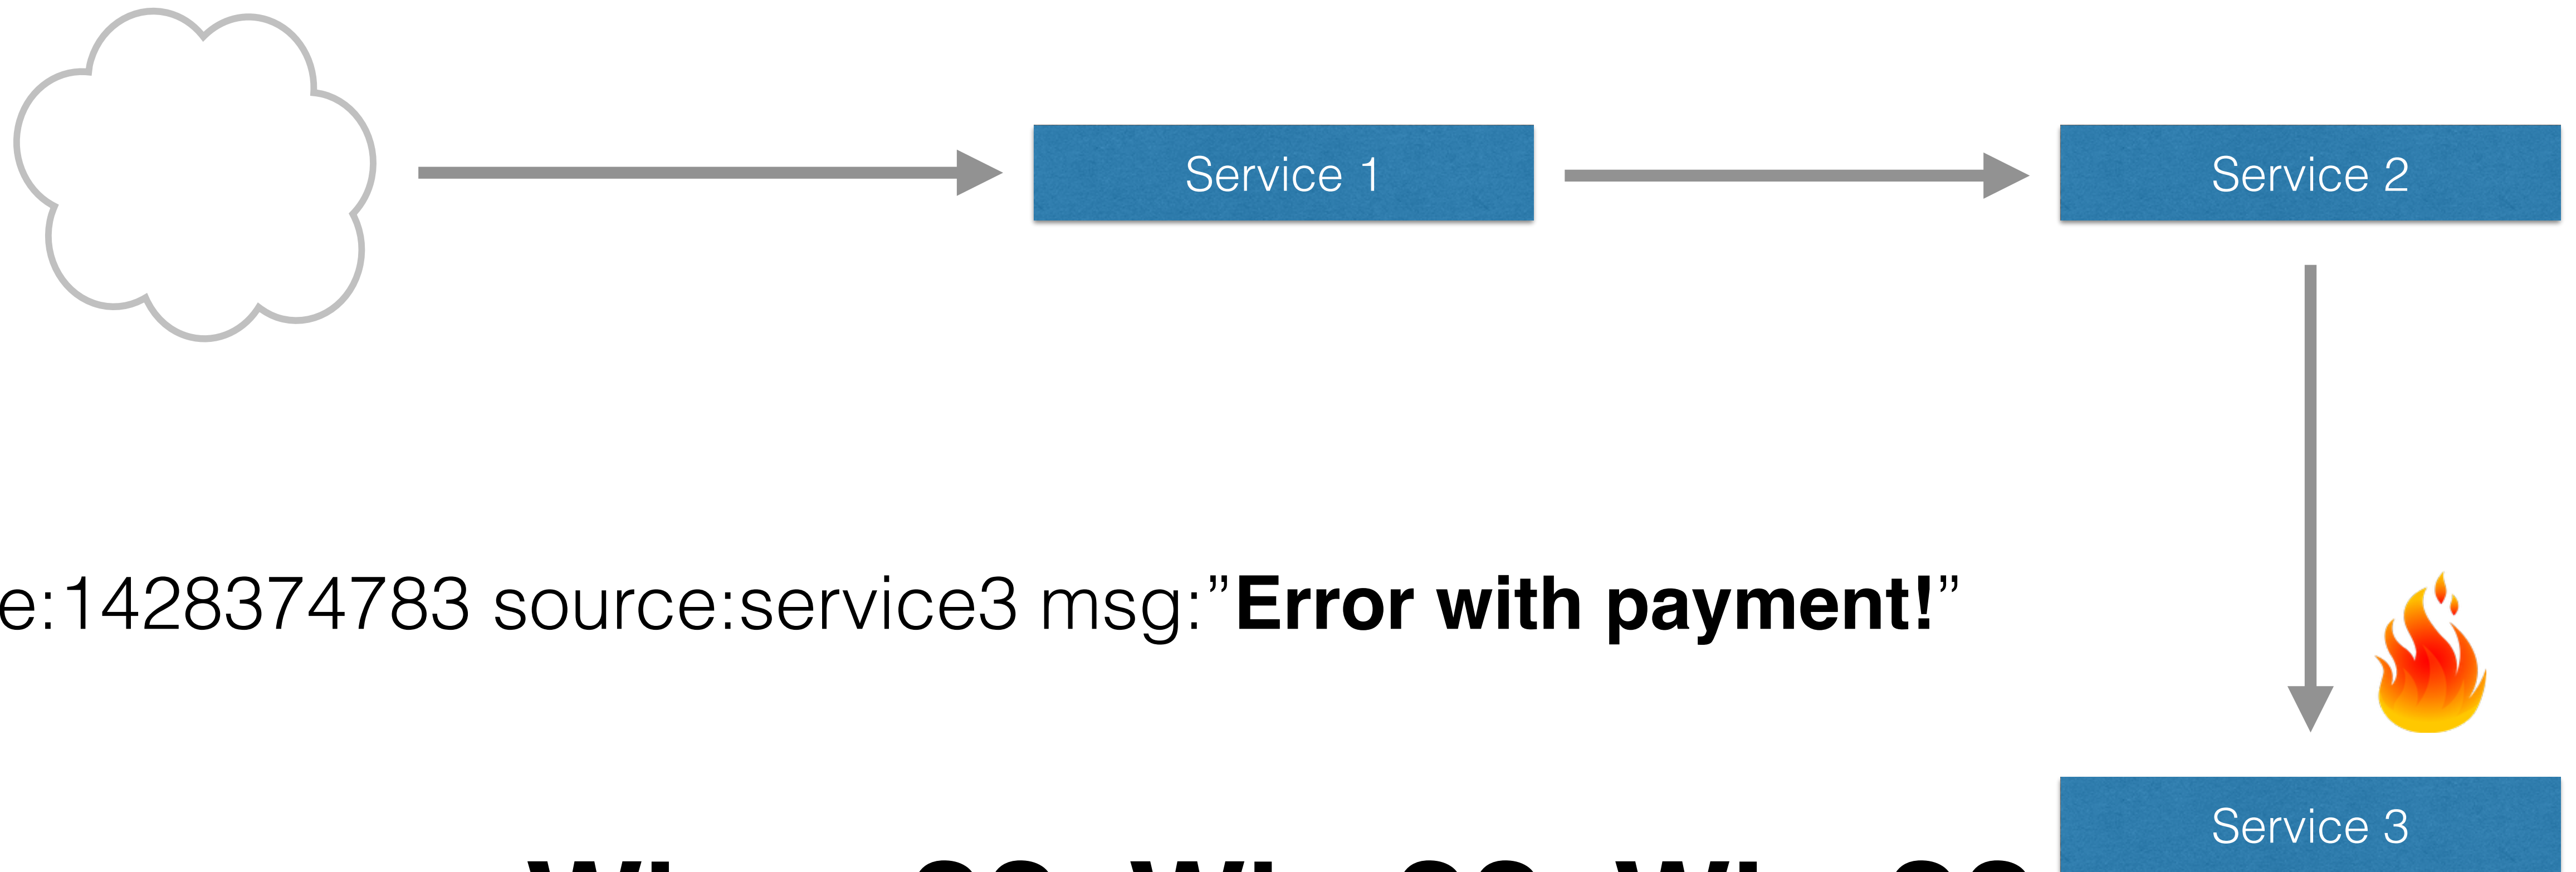 Service 1
Service 2
e:1428374783 source:service3 msg:”Error with payment!”
Service 3